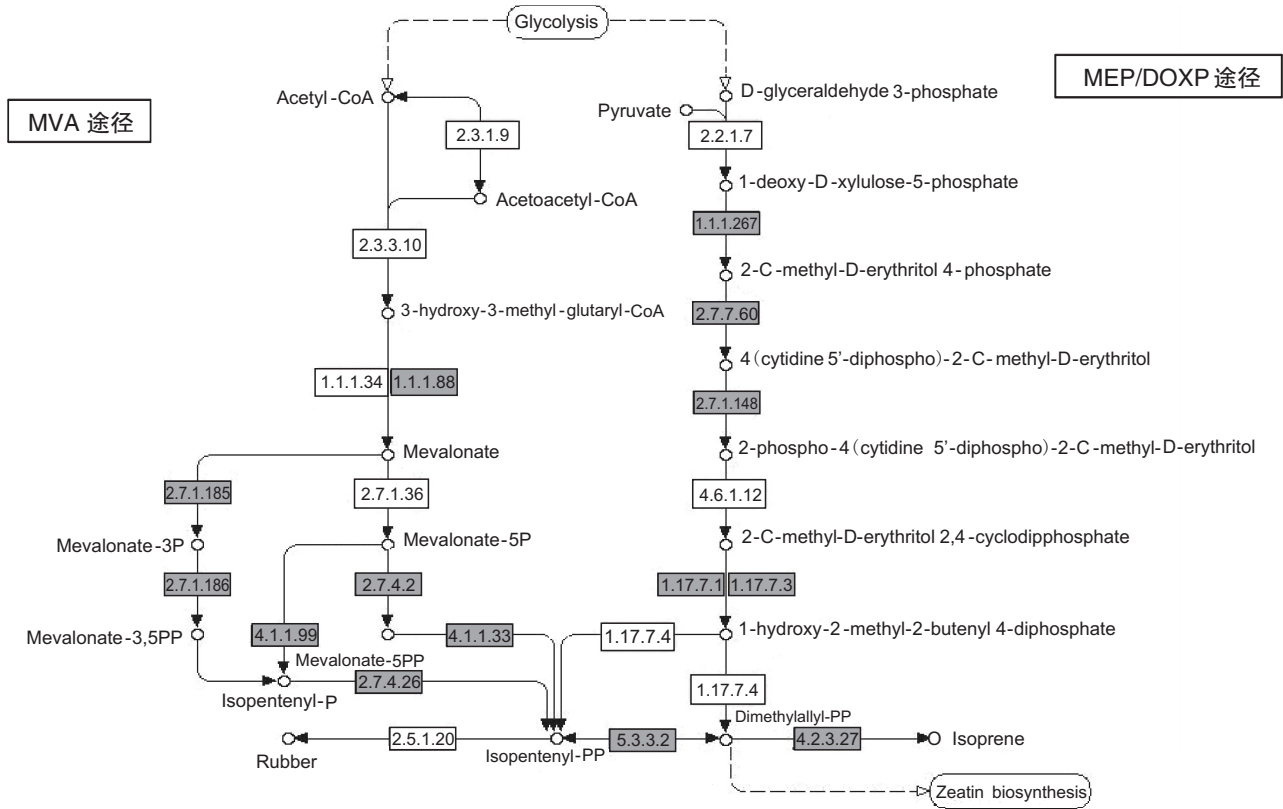 Glycolysis
MVA 途径
MEP/DOXP 途径
Acetyl-CoA
2.3.1.9
Acetoacetyl-CoA
2.3.3.10
3-hydroxy-3-methyl-glutaryl-CoA
1.1.1.34
1.1.1.88
Mevalonate
2.7.1.185
2.7.1.36
Mevalonate-3P
Mevalonate-5P
2.7.1.186
2.7.4.2
Mevalonate-3,5PP
4.1.1.99
4.1.1.33
Mevalonate-5PP
Isopentenyl-P
2.7.4.26
Rubber
2.5.1.20
Isopentenyl-PP
5.3.3.2
D-glyceraldehyde 3-phosphate
Pyruvate
2.2.1.7
1-deoxy-D-xylulose-5-phosphate
1.1.1.267
2-C-methyl-D-erythritol 4-phosphate
2.7.7.60
4(cytidine 5’-diphospho)-2-C-methyl-D-erythritol
2.7.1.148
2-phospho-4(cytidine 5’-diphospho)-2-C-methyl-D-erythritol
4.6.1.12
2-C-methyl-D-erythritol 2,4-cyclodipphosphate
1.17.7.1
1.17.7.3
1-hydroxy-2-methyl-2-butenyl 4-diphosphate
1.17.7.4
1.17.7.4
Dimethylallyl-PP
4.2.3.27
Isoprene
Zeatin biosynthesis